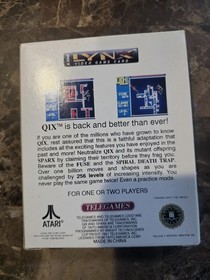 LYNX
VIDEO GAME CARD
QIX™ is back and better than ever!
If you are one of the millions who have grown to know
QIX, rest assured that this is a faithful adaptation that
includes all the exciting features you have enjoyed in the
past and more! Neutralize QIX and its mutant offspring
SPARX by claiming their territory before they frag you.
Beware of the FUSE and the SPIRAL DEATH TRAP.
Over one billion moves and shapes as you are
challenged by 256 levels of increasing intensity. You
never play the same game twice! Even a practice mode.
FOR ONE OR TWO PLAYERS
TELEGAMES
ATARI
MADE IN CHINA